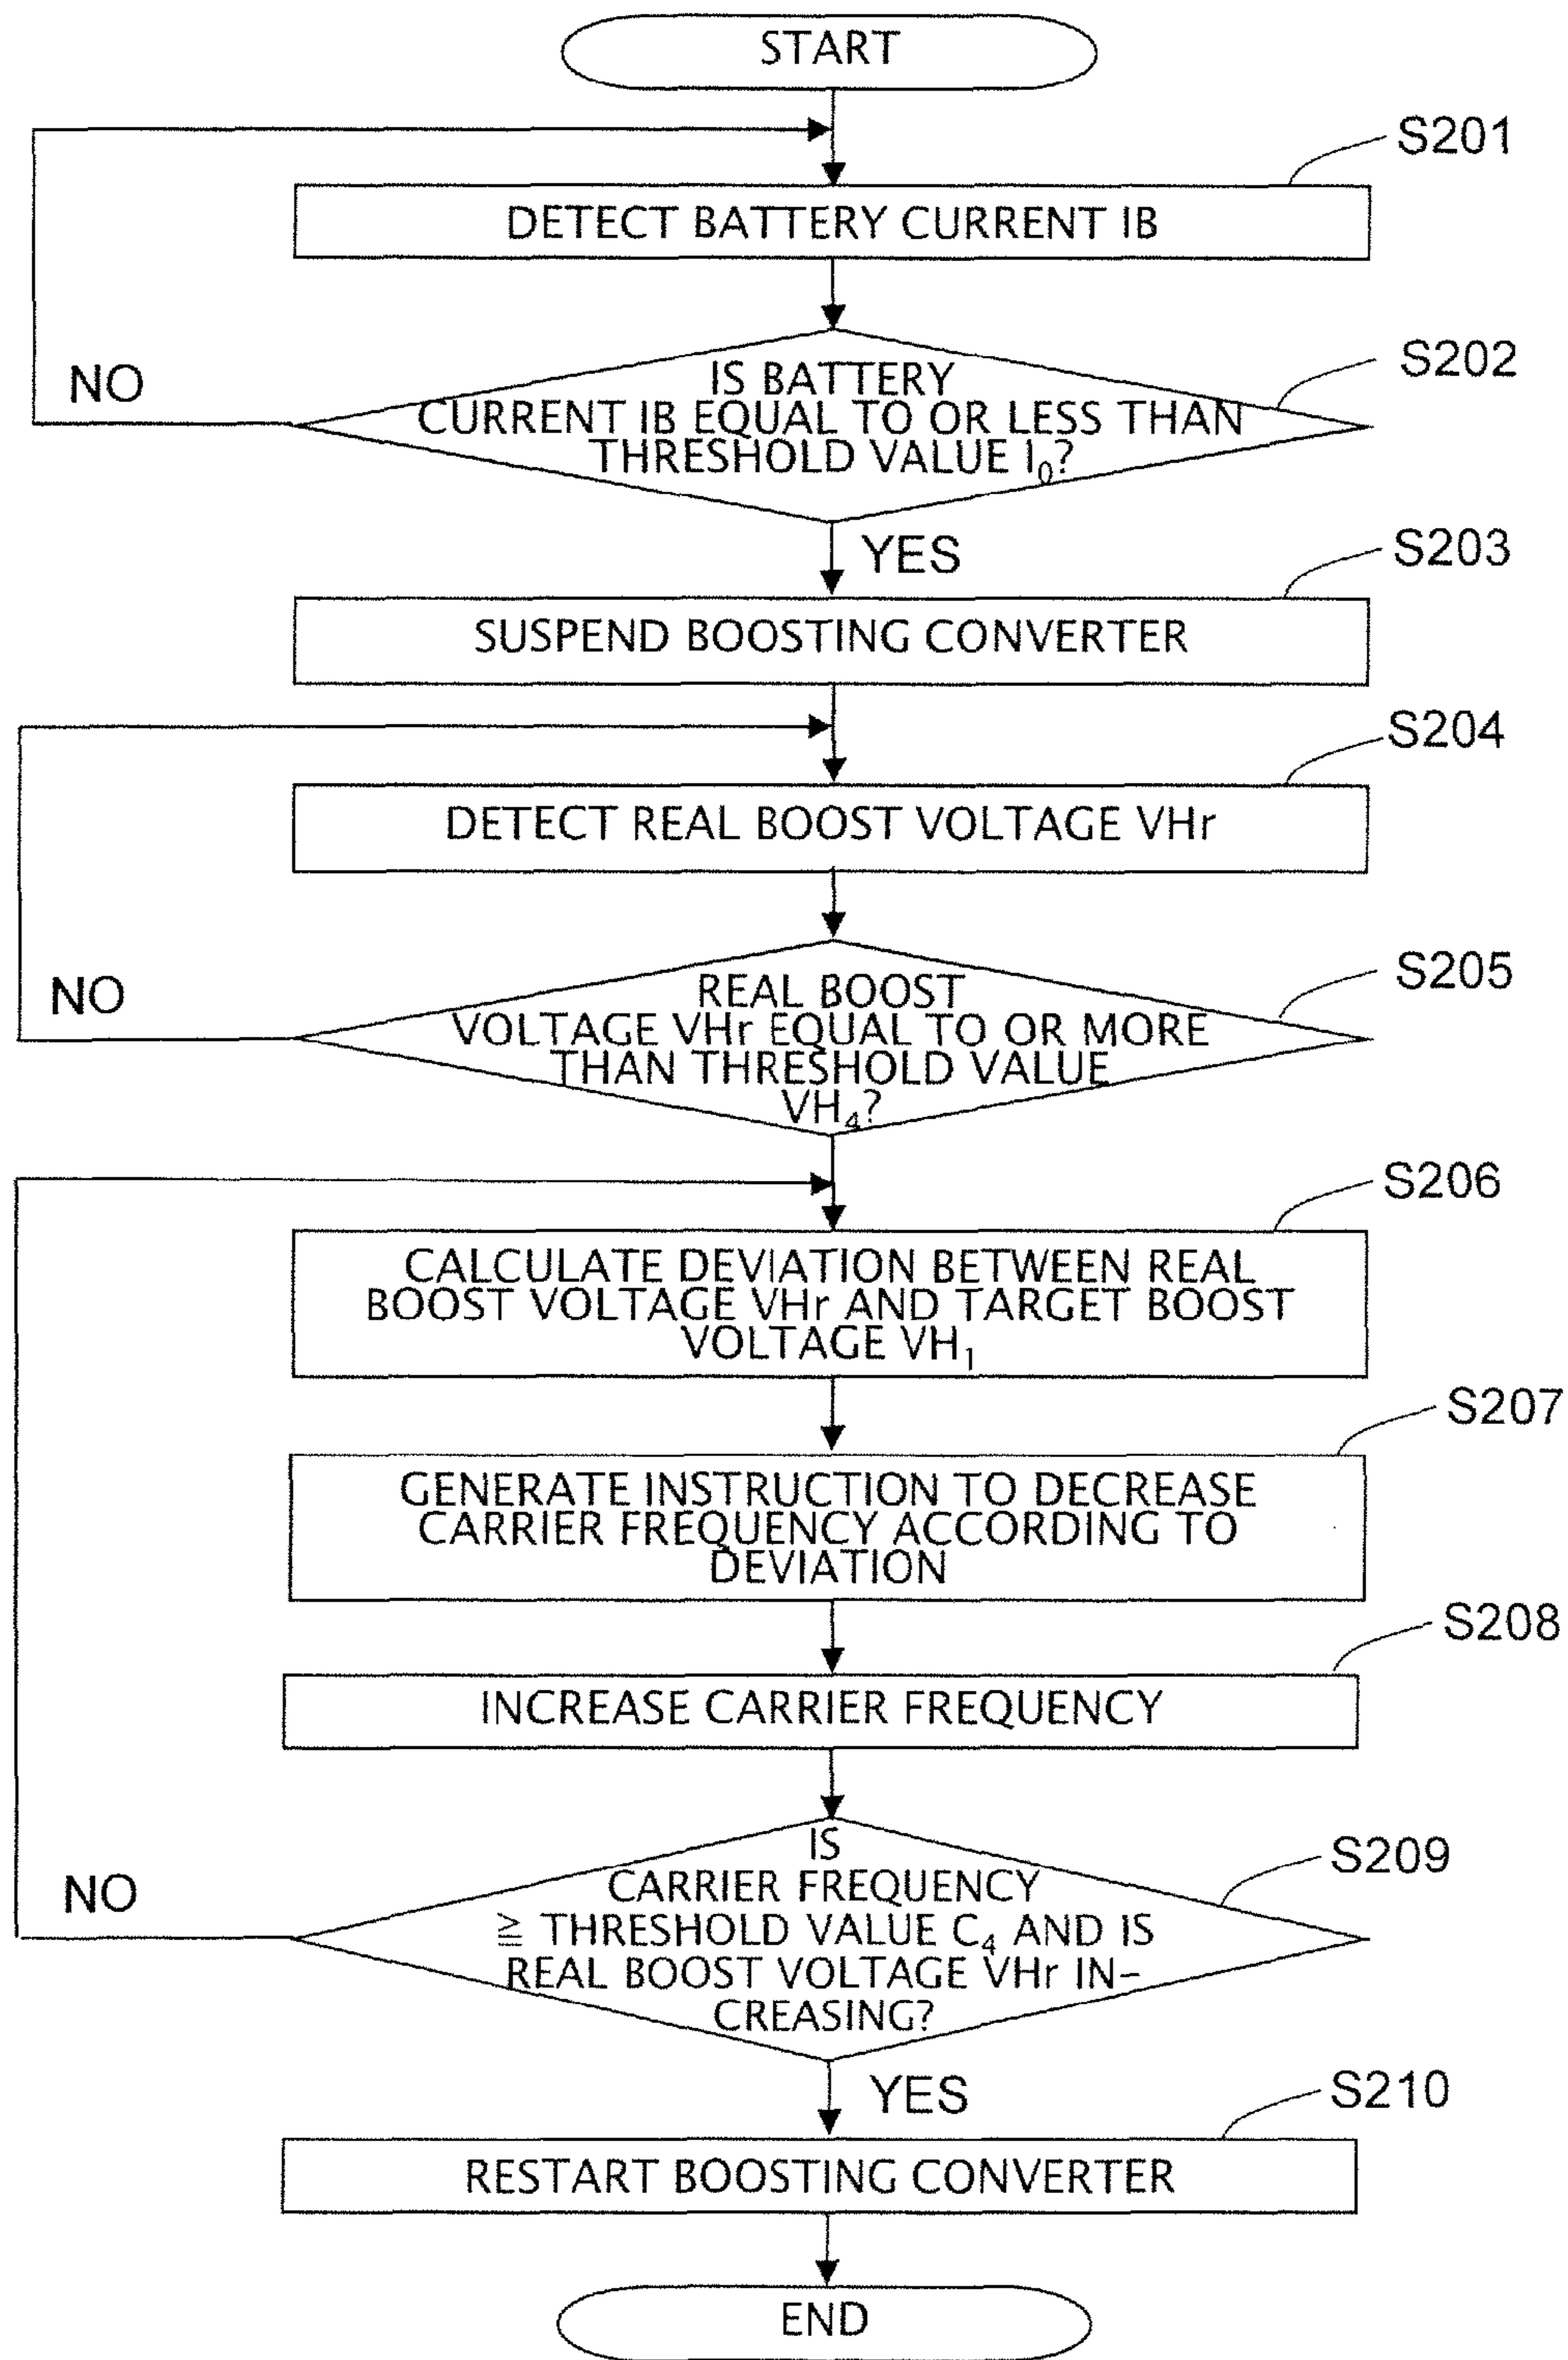 START
S201
DETECT BATTERY CURRENT IB
S202
NO
IS BATTERY
CURRENT IB EQUAL TO OR LESS THAN
THRESHOLD VALUE I₀?
YES
S203
SUSPEND BOOSTING CONVERTER
S204
DETECT REAL BOOST VOLTAGE VHr
S205
NO
REAL BOOST
VOLTAGE VHr EQUAL TO OR MORE
THAN THRESHOLD VALUE
VH₄?
S206
CALCULATE DEVIATION BETWEEN REAL
BOOST VOLTAGE VHr AND TARGET BOOST
VOLTAGE VH₁
S207
GENERATE INSTRUCTION TO DECREASE
CARRIER FREQUENCY ACCORDING TO
DEVIATION
S208
INCREASE CARRIER FREQUENCY
S209
NO
IS
CARRIER FREQUENCY
≧ THRESHOLD VALUE C₄ AND IS
REAL BOOST VOLTAGE VHr IN-
CREASING?
YES
S210
RESTART BOOSTING CONVERTER
END